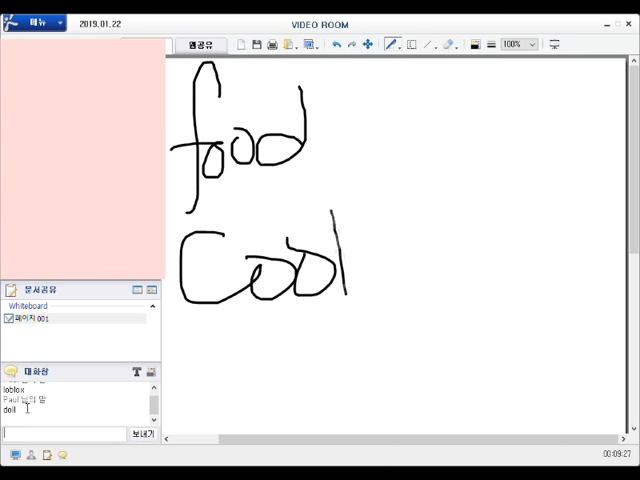 메뉴
2019.01.22
VIDEO ROOM
웹공유
100%
food
cool
문서공유
Whiteboard
페이지 001
대화창
loblox
Paul 님의 말
doll
보내기
00:09:27